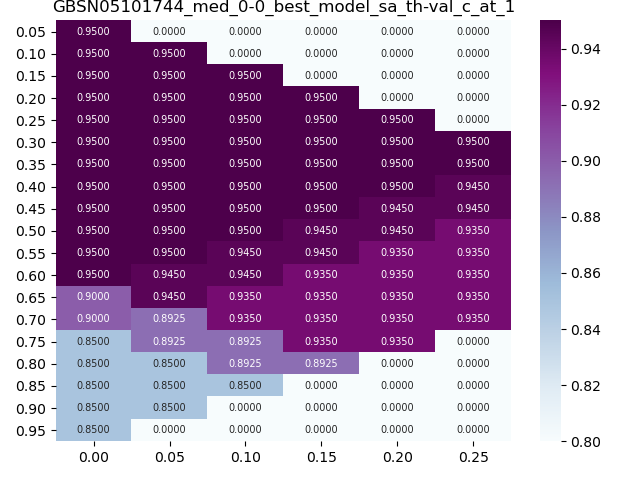 GBSN05101744_med_0-0_best_model_sa_th-val_c_at_1
0.05 0.9500 0.0000 0.0000 0.0000 0.0000 0.0000
0.10 0.9500 0.9500 0.0000 0.0000 0.0000 0.0000
0.15 0.9500 0.9500 0.9500 0.0000 0.0000 0.0000
0.20 0.9500 0.9500 0.9500 0.9500 0.0000 0.0000
0.25 0.9500 0.9500 0.9500 0.9500 0.9500 0.0000
0.30 0.9500 0.9500 0.9500 0.9500 0.9500 0.9500
0.35 0.9500 0.9500 0.9500 0.9500 0.9500 0.9500
0.40 0.9500 0.9500 0.9500 0.9500 0.9500 0.9450
0.45 0.9500 0.9500 0.9500 0.9500 0.9450 0.9450
0.50 0.9500 0.9500 0.9500 0.9450 0.9450 0.9350
0.55 0.9500 0.9500 0.9450 0.9450 0.9350 0.9350
0.60 0.9500 0.9450 0.9450 0.9350 0.9350 0.9350
0.65 0.9000 0.9450 0.9350 0.9350 0.9350 0.9350
0.70 0.9000 0.8925 0.9350 0.9350 0.9350 0.9350
0.75 0.8500 0.8925 0.8925 0.9350 0.9350 0.0000
0.80 0.8500 0.8500 0.8925 0.8925 0.0000 0.0000
0.85 0.8500 0.8500 0.8500 0.0000 0.0000 0.0000
0.90 0.8500 0.8500 0.0000 0.0000 0.0000 0.0000
0.95 0.8500 0.0000 0.0000 0.0000 0.0000 0.0000
0.00 0.05 0.10 0.15 0.20 0.25
0.94
0.92
0.90
0.88
0.86
0.84
0.82
0.80